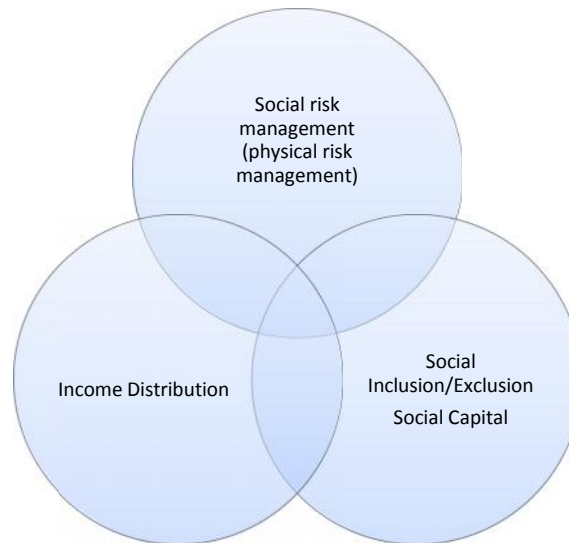 Social risk
management
(physical risk
management)
Income Distribution
Social
Inclusion/Exclusion
Social Capital